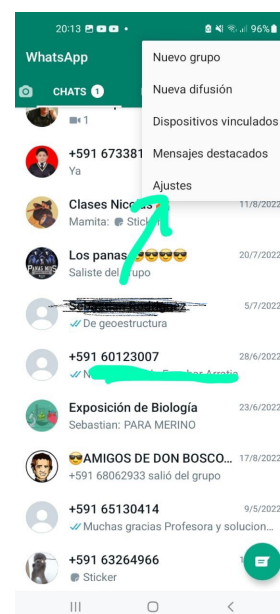 20:13
96%
WhatsApp
Nuevo grupo
CHATS 1
Nueva difusión
1
Dispositivos vinculados
+591 673381
Ya
Mensajes destacados
Ajustes
Clases Nicolas
11/8/2022
Mamita: Sticker
Los panas
20/7/2022
Saliste del grupo
5/7/2022
De geoestructura
+591 60123007
28/6/2022
Exposición de Biología
23/6/2022
Sebastian: PARA MERINO
AMIGOS DE DON BOSCO...
17/8/2022
+591 68062933 salió del grupo
+591 65130414
9/5/2022
Muchas gracias Profesora y solucion...
+591 63264966
Sticker